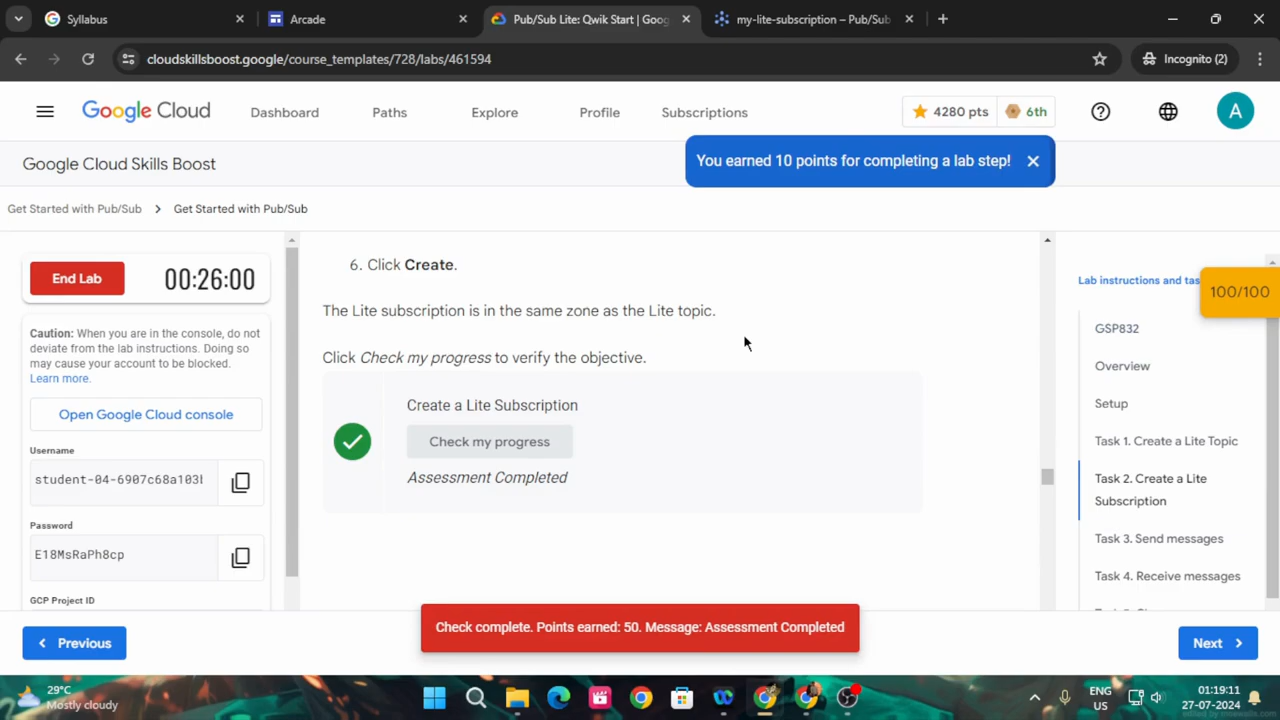 Syllabus
Arcade
Pub/Sub Lite: Qwik Start | Goog
my-lite-subscription – Pub/Sub
cloudskillsboost.google/course_templates/728/labs/461594
Incognito (2)
Google Cloud
Dashboard
Paths
Explore
Profile
Subscriptions
4280 pts
6th
A
Google Cloud Skills Boost
You earned 10 points for completing a lab step!
Get Started with Pub/Sub
Get Started with Pub/Sub
End Lab
00:26:00
Caution: When you are in the console, do not
deviate from the lab instructions. Doing so
may cause your account to be blocked.
Learn more.
Open Google Cloud console
Username
student-04-6907c68a103
Password
E18MsRaPh8cp
GCP Project ID
6. Click Create.
The Lite subscription is in the same zone as the Lite topic.
Click Check my progress to verify the objective.
Create a Lite Subscription
Check my progress
Assessment Completed
Lab instructions and tas
100/100
GSP832
Overview
Setup
Task 1. Create a Lite Topic
Task 2. Create a Lite
Subscription
Task 3. Send messages
Task 4. Receive messages
Check complete. Points earned: 50. Message: Assessment Completed
Previous
Next
29°C
Mostly cloudy
ENG
US
01:19:11
27-07-2024